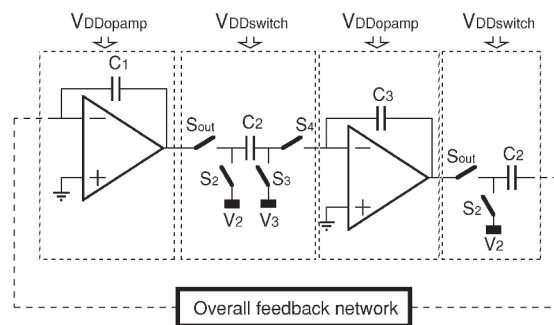 VDDopamp VDDswitch VDDopamp VDDswitch
C1 C3
Sout C2 S4 Sout C2
S2 S3 S2
V2 V3 V2
Overall feedback network